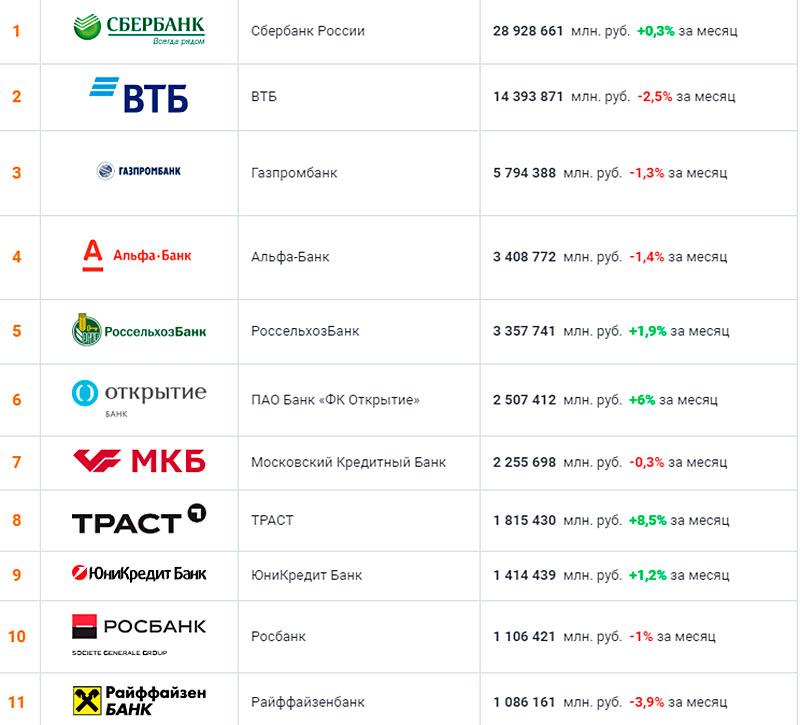 1 СБЕРБАНК Сбербанк России 28 928 661 млн. руб. +0,3% за месяц
Всегда рядом
2 ВТБ ВТБ 14 393 871 млн. руб. -2,5% за месяц
3 ГАЗПРОМБАНК Газпромбанк 5 794 388 млн. руб. -1,3% за месяц
4 Альфа·Банк Альфа-Банк 3 408 772 млн. руб. -1,4% за месяц
5 РоссельхозБанк РоссельхозБанк 3 357 741 млн. руб. +1,9% за месяц
6 открытие ПАО Банк «ФК Открытие» 2 507 412 млн. руб. +6% за месяц
БАНК
7 МКБ Московский Кредитный Банк 2 255 698 млн. руб. -0,3% за месяц
8 ТРАСТ ТРАСТ 1 815 430 млн. руб. +8,5% за месяц
9 ЮниКредит Банк ЮниКредит Банк 1 414 439 млн. руб. +1,2% за месяц
10 РОСБАНК Росбанк 1 106 421 млн. руб. -1% за месяц
SOCIETE GENERALE GROUP
11 Райффайзен Райффайзенбанк 1 086 161 млн. руб. -3,9% за месяц
БАНК